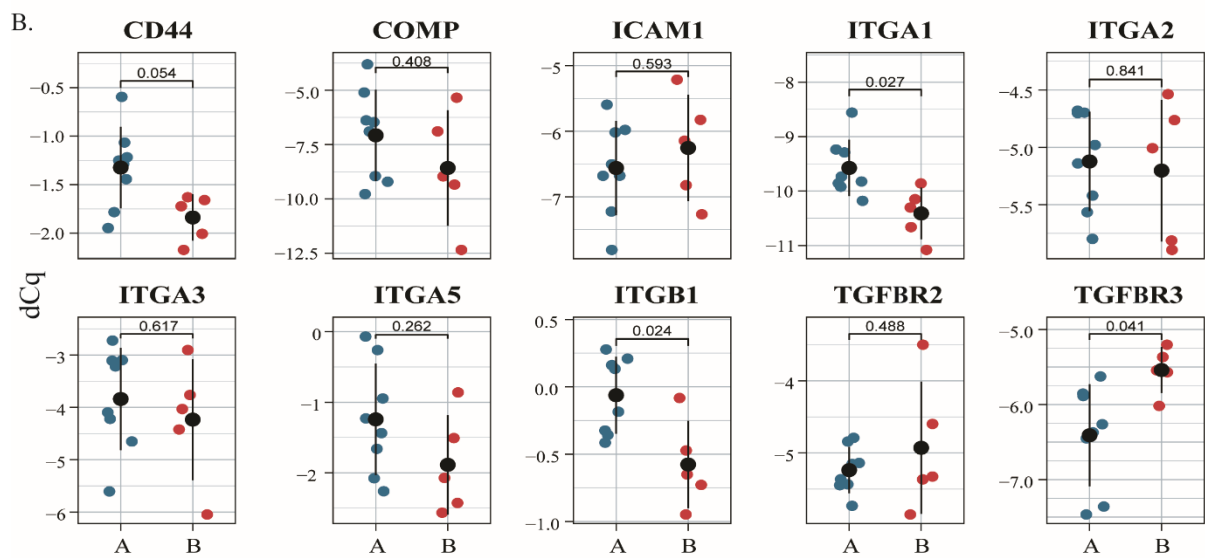 B.
CD44 COMP ICAM1 ITGA1 ITGA2
0.054 0.408 0.593 0.027 0.841
−0.5 −1.0 −1.5 −2.0
−5.0 −7.5 −10.0 −12.5
−5 −6 −7
−8 −9 −10 −11
−4.5 −5.0 −5.5
dCq
ITGA3 ITGA5 ITGB1 TGFBR2 TGFBR3
0.617 0.262 0.024 0.488 0.041
−3 −4 −5 −6
0 −1 −2
0.5 0.0 −0.5 −1.0
−4 −5
−5.0 −6.0 −7.0
A B A B A B A B A B